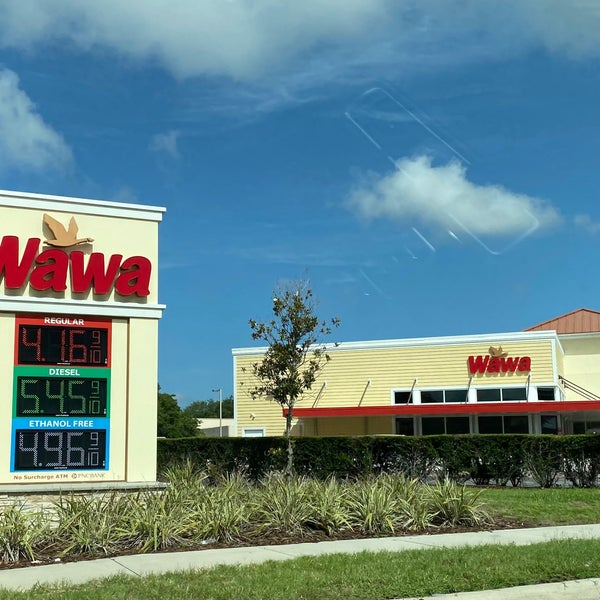 Wawa
REGULAR
4.16 9/10
DIESEL
5.45 9/10
ETHANOL FREE
4.96 9/10
No Surcharge ATM PNCBANK
Wawa